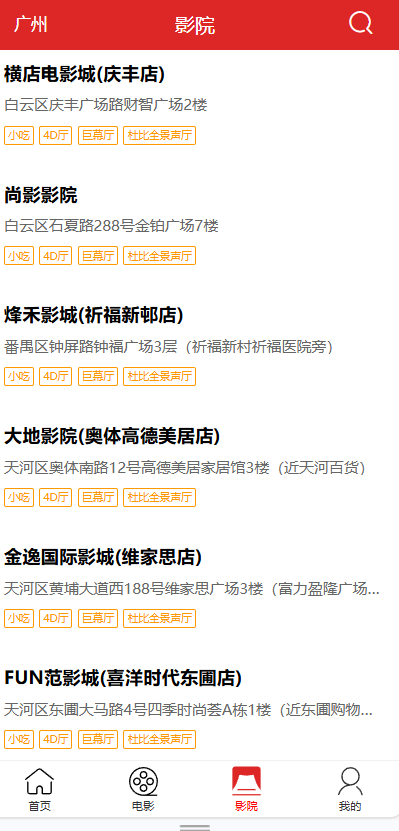 广州 影院
横店电影城(庆丰店)
白云区庆丰广场路财智广场2楼
小吃 4D厅 巨幕厅 杜比全景声厅
尚影影院
白云区石夏路288号金铂广场7楼
小吃 4D厅 巨幕厅 杜比全景声厅
烽禾影城(祈福新邨店)
番禺区钟屏路钟福广场3层（祈福新村祈福医院旁）
小吃 4D厅 巨幕厅 杜比全景声厅
大地影院(奥体高德美居店)
天河区奥体南路12号高德美居家居馆3楼（近天河百货）
小吃 4D厅 巨幕厅 杜比全景声厅
金逸国际影城(维家思店)
天河区黄埔大道西188号维家思广场3楼（富力盈隆广场...
小吃 4D厅 巨幕厅 杜比全景声厅
FUN范影城(喜洋时代东圃店)
天河区东圃大马路4号四季时尚荟A栋1楼（近东圃购物...
小吃 4D厅 巨幕厅 杜比全景声厅
首页 电影 影院 我的